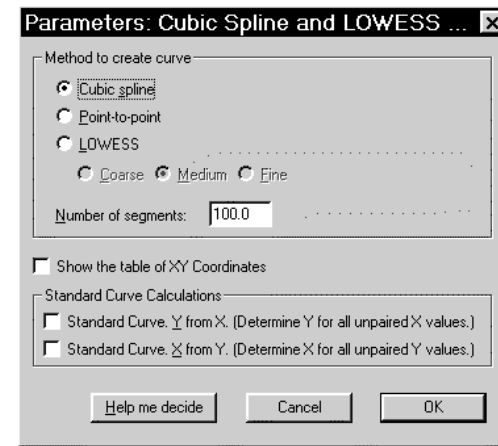 Parameters: Cubic Spline and LOWESS ...
Method to create curve
Cubic spline
Point-to-point
LOWESS
Coarse Medium Fine
Number of segments: 100.0
Show the table of XY Coordinates
Standard Curve Calculations
Standard Curve. Y from X. (Determine Y for all unpaired X values.)
Standard Curve. X from Y. (Determine X for all unpaired Y values.)
Help me decide Cancel OK